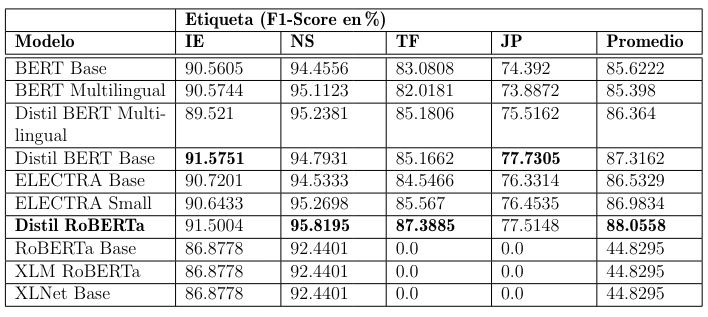 Etiqueta (F1-Score en %)
Modelo IE NS TF JP Promedio
BERT Base 90.5605 94.4556 83.0808 74.392 85.6222
BERT Multilingual 90.5744 95.1123 82.0181 73.8872 85.398
Distil BERT Multi- 89.521 95.2381 85.1806 75.5162 86.364
lingual
Distil BERT Base 91.5751 94.7931 85.1662 77.7305 87.3162
ELECTRA Base 90.7201 94.5333 84.5466 76.3314 86.5329
ELECTRA Small 90.6433 95.2698 85.567 76.4535 86.9834
Distil RoBERTa 91.5004 95.8195 87.3885 77.5148 88.0558
RoBERTa Base 86.8778 92.4401 0.0 0.0 44.8295
XLM RoBERTa 86.8778 92.4401 0.0 0.0 44.8295
XLNet Base 86.8778 92.4401 0.0 0.0 44.8295